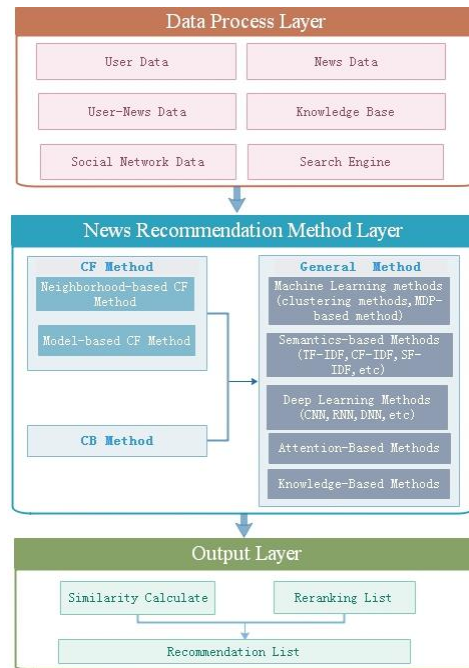 Data Process Layer
User Data
News Data
User-News Data
Knowledge Base
Social Network Data
Search Engine
News Recommendation Method Layer
CF Method
Neighborhood-based CF
Method
Model-based CF Method
CB Method
General Method
Machine Learning methods
(clustering methods,MDP-
based method)
Semantics-based Methods
(TF-IDF,CF-IDF,SF-
IDF,etc)
Deep Learning Methods
(CNN,RNN,DNN,etc)
Attention-Based Methods
Knowledge-Based Methods
Output Layer
Similarity Calculate
Reranking List
Recommendation List